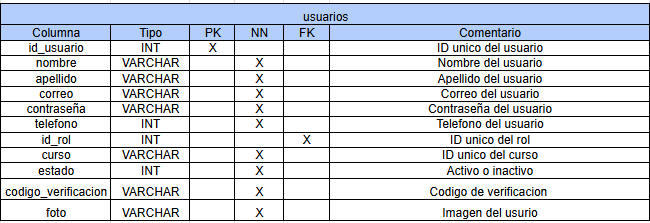 usuarios
Columna Tipo PK NN FK Comentario
id_usuario INT X ID unico del usuario
nombre VARCHAR X Nombre del usuario
apellido VARCHAR X Apellido del usuario
correo VARCHAR X Correo del usuario
contraseña VARCHAR X Contraseña del usuario
telefono INT X Telefono del usuario
id_rol INT X ID unico del rol
curso VARCHAR X ID unico del curso
estado INT X Activo o inactivo
codigo_verificacion VARCHAR X Codigo de verificacion
foto VARCHAR X Imagen del usurio